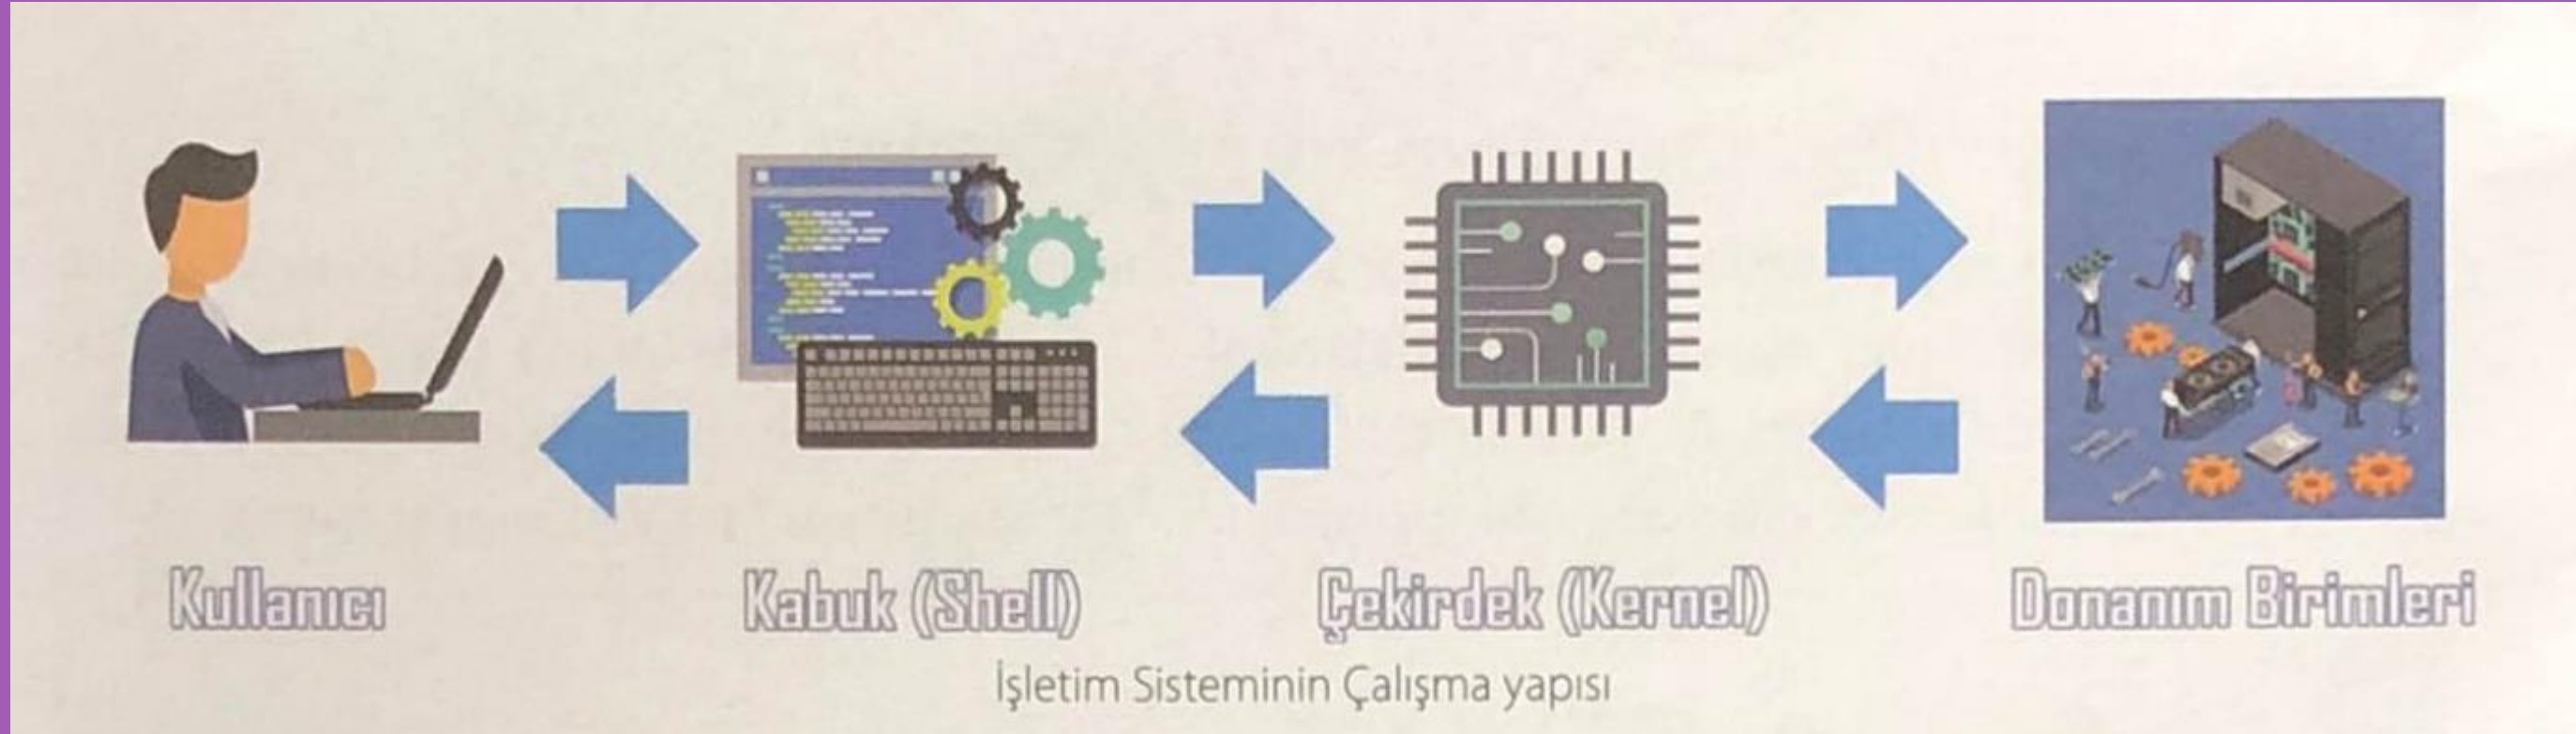 Kullanıcı
Kabuk (Shell)
Çekirdek (Kernel)
Donanım Birimleri
İşletim Sisteminin Çalışma yapısı